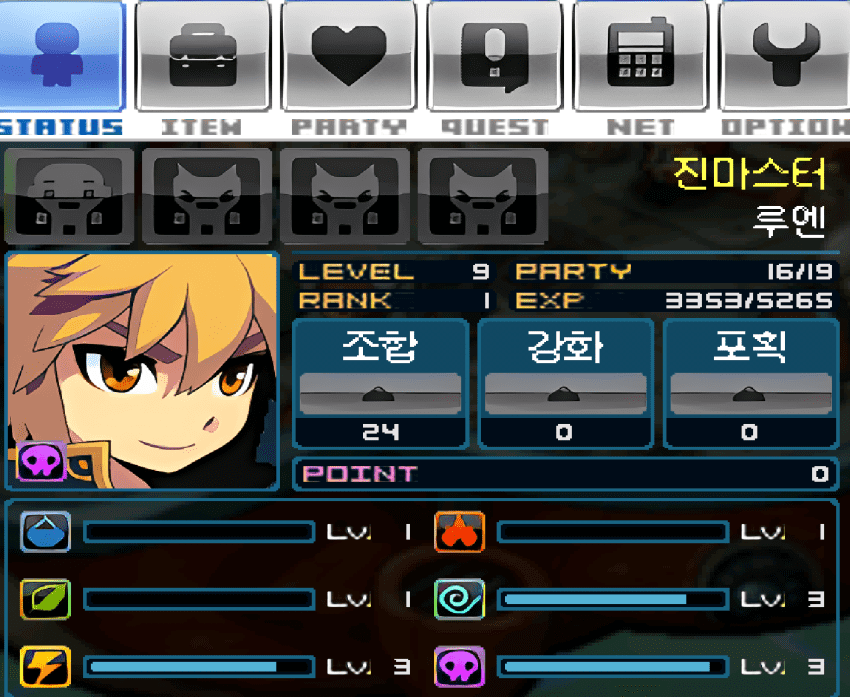 STATUS ITEM PARTY QUEST NET OPTION
진마스터
루엔
LEVEL 9 PARTY 16/19
RANK 1 EXP 3353/5265
조합 강화 포획
24 0 0
POINT 0
Lv. 1 Lv. 1
Lv. 1 Lv. 3
Lv. 3 Lv. 3